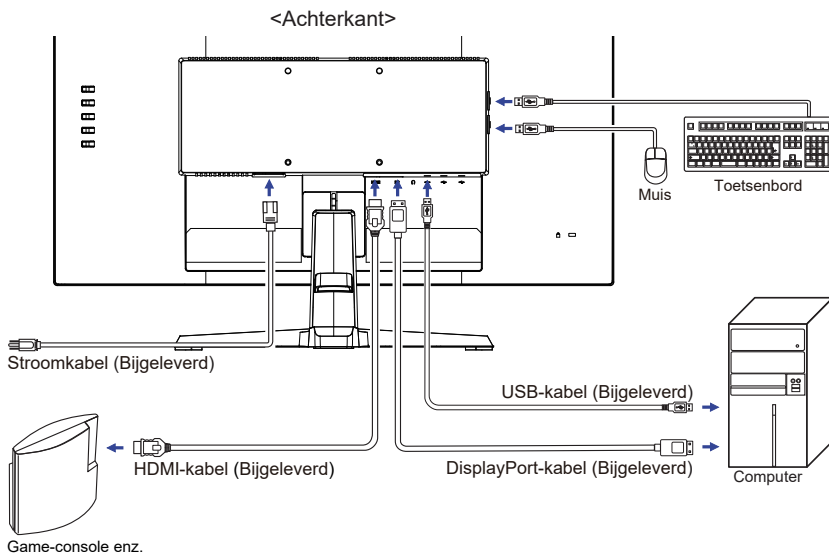 <Achterkant>
Muis
Toetsenbord
Stroomkabel (Bijgeleverd)
USB-kabel (Bijgeleverd)
HDMI-kabel (Bijgeleverd)
DisplayPort-kabel (Bijgeleverd)
Computer
Game-console enz.